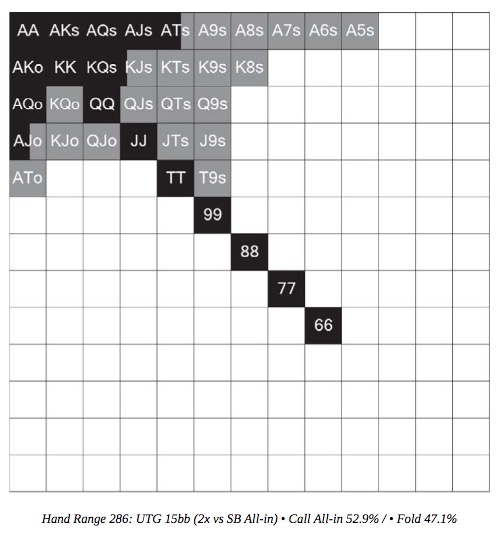 AA AKs AQs AJs ATs A9s A8s A7s A6s A5s
AKo KK KQs KJs KTs K9s K8s
AQo KQo QQ QJs QTs Q9s
AJo KJo QJo JJ JTs J9s
ATo TT T9s
99
88
77
66
Hand Range 286: UTG 15bb (2x vs SB All-in) • Call All-in 52.9% / • Fold 47.1%